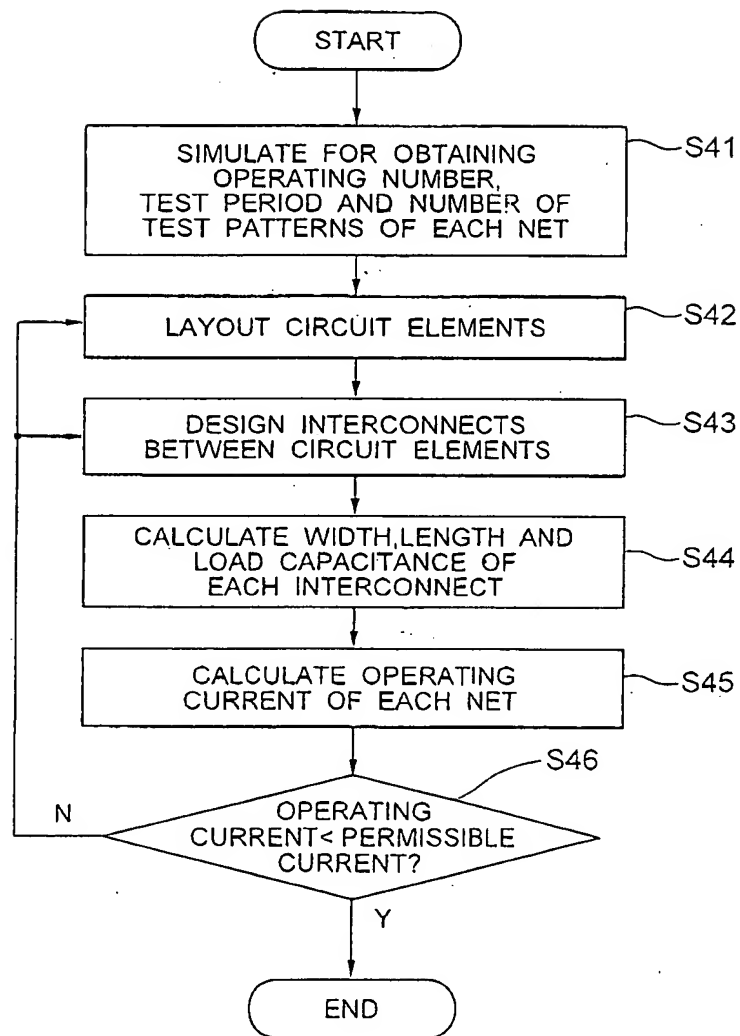 START
SIMULATE FOR OBTAINING
OPERATING NUMBER,
TEST PERIOD AND NUMBER OF
TEST PATTERNS OF EACH NET
S41
LAYOUT CIRCUIT ELEMENTS
S42
DESIGN INTERCONNECTS
BETWEEN CIRCUIT ELEMENTS
S43
CALCULATE WIDTH,LENGTH AND
LOAD CAPACITANCE OF
EACH INTERCONNECT
S44
CALCULATE OPERATING
CURRENT OF EACH NET
S45
S46
N
OPERATING
CURRENT< PERMISSIBLE
CURRENT?
Y
END